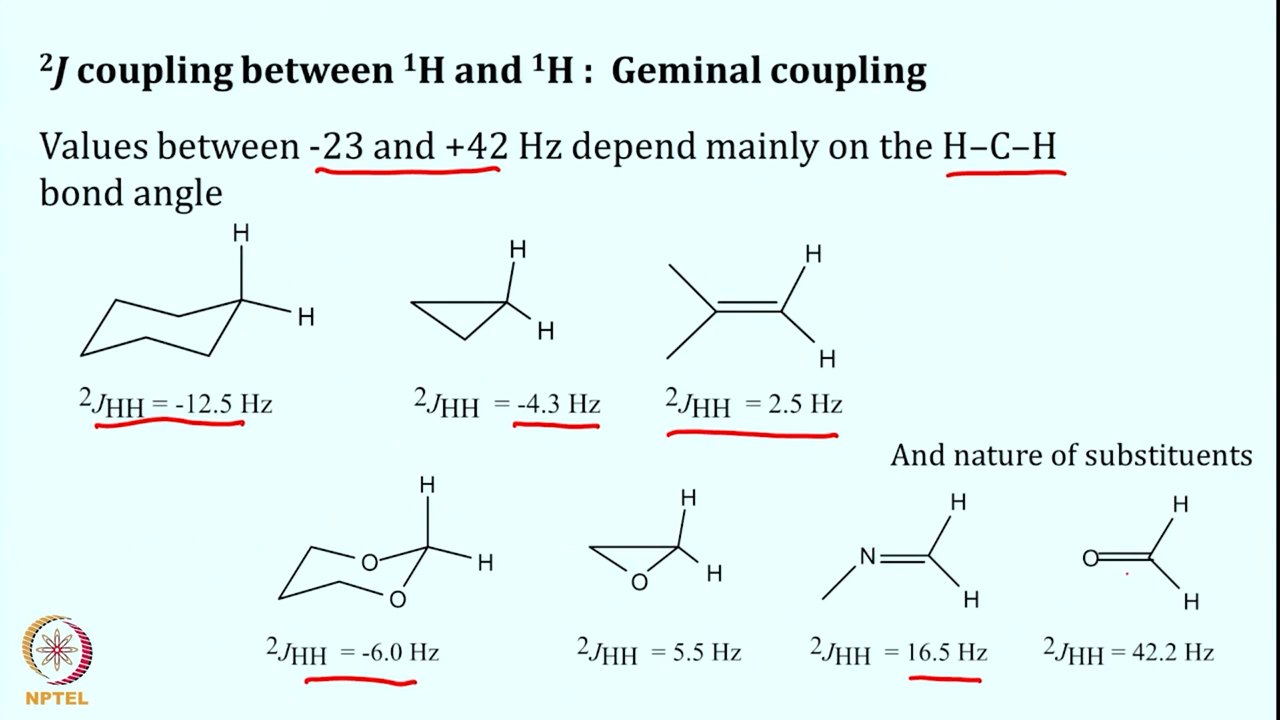 ²J coupling between ¹H and ¹H : Geminal coupling
Values between -23 and +42 Hz depend mainly on the H–C–H
bond angle
H
H
H
H
H
H
²JHH = -12.5 Hz
²JHH = -4.3 Hz
²JHH = 2.5 Hz
And nature of substituents
H
O
H
O
H
O
H
N
H
H
O
H
H
²JHH = -6.0 Hz
²JHH = 5.5 Hz
²JHH = 16.5 Hz
²JHH = 42.2 Hz
NPTEL